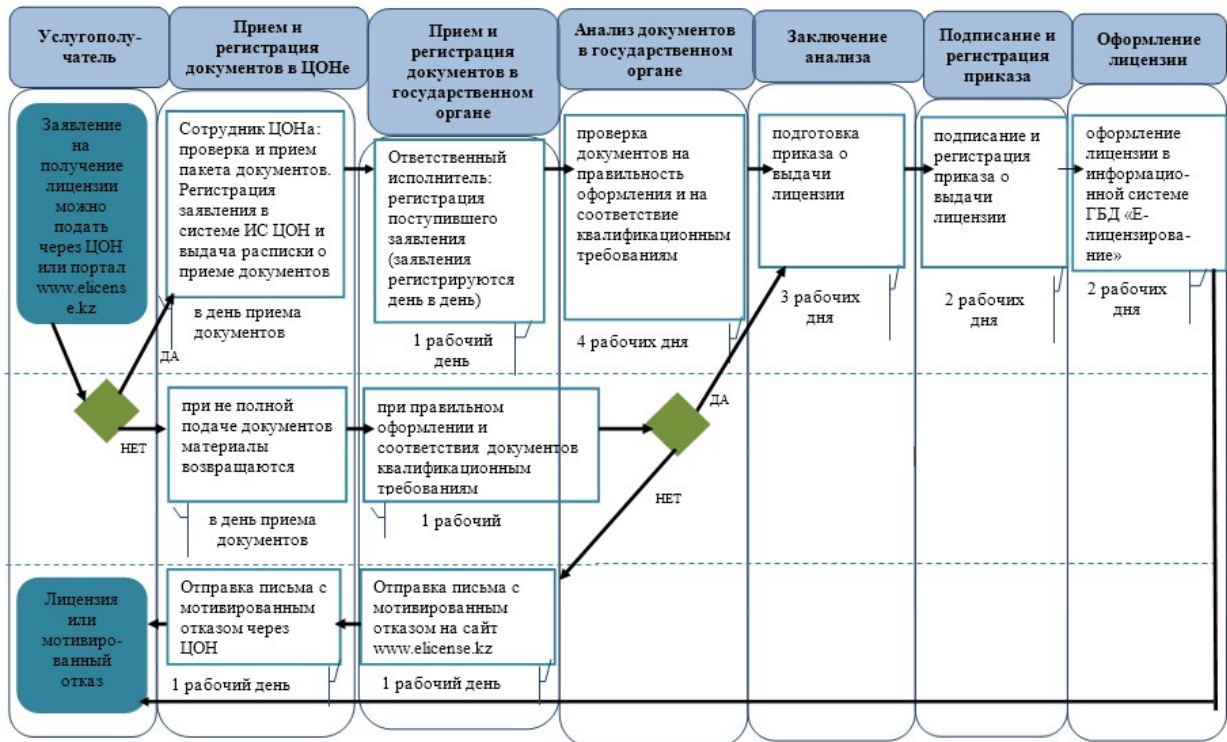 Услугополу-
чатель
Прием и
регистрация
документов в ЦОНе
Прием и
регистрация
документов в
государственном
органе
Анализ документов
в государственном
органе
Заключение
анализа
Подписание и
регистрация
приказа
Оформление
лицензии
Заявление
на
получение
лицензии
можно
подать
через ЦОН
или портал
www.elicens
e.kz
Сотрудник ЦОНа:
проверка и прием
пакета документов.
Регистрация
заявления в
системе ИС ЦОН и
выдача расписки о
приеме документов
Ответственный
исполнитель:
регистрация
поступившего
заявления
(заявления
регистрируются
день в день)
проверка
документов на
правильность
оформления и на
соответствие
квалификационным
требованиям
подготовка
приказа о
выдачи
лицензии
подписание и
регистрация
приказа о
выдачи
лицензии
оформление
лицензии в
информацион-
ной системе
ГБД «Е-
лицензирова-
ние»
в день приема
документов
1 рабочий
день
4 рабочих дня
3 рабочих
дня
2 рабочих
дня
2 рабочих
дня
ДА
НЕТ
при не полной
подаче документов
материалы
возвращаются
при правильном
оформлении и
соответствия документов
квалификационным
требованиям
ДА
НЕТ
в день приема
документов
1 рабочий
Лицензия
или
мотивиро-
ванный
отказ
Отправка письма с
мотивированным
отказом через
ЦОН
Отправка письма с
мотивированным
отказом на сайт
www.elicense.kz
1 рабочий день
1 рабочий день